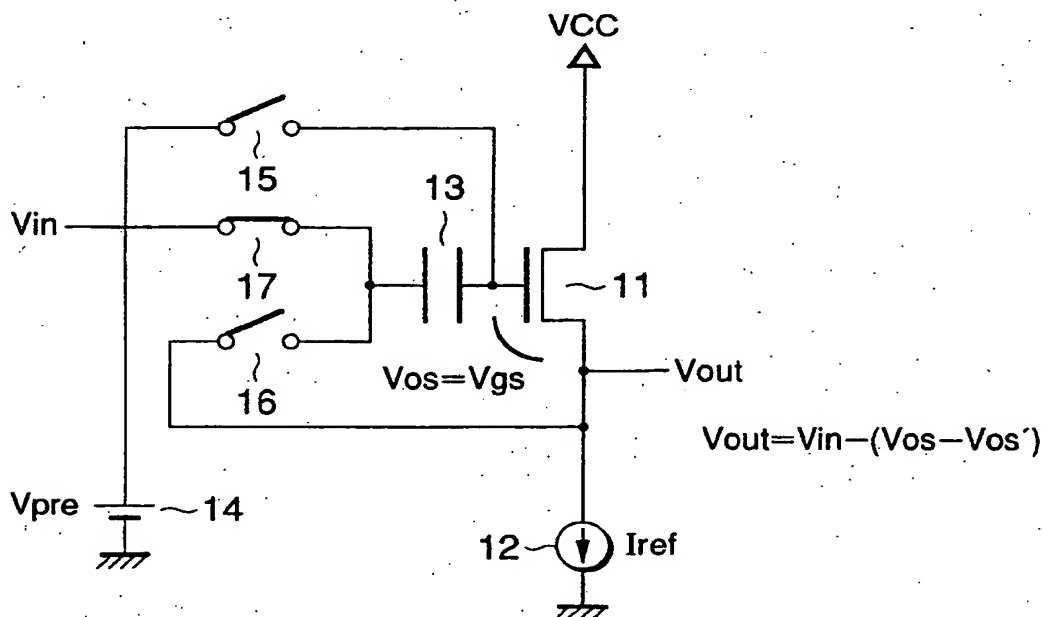 VCC
15
13
Vin
17
11
16
Vos=Vgs
Vout
Vout=Vin−(Vos−Vos´)
Vpre
14
12
Iref